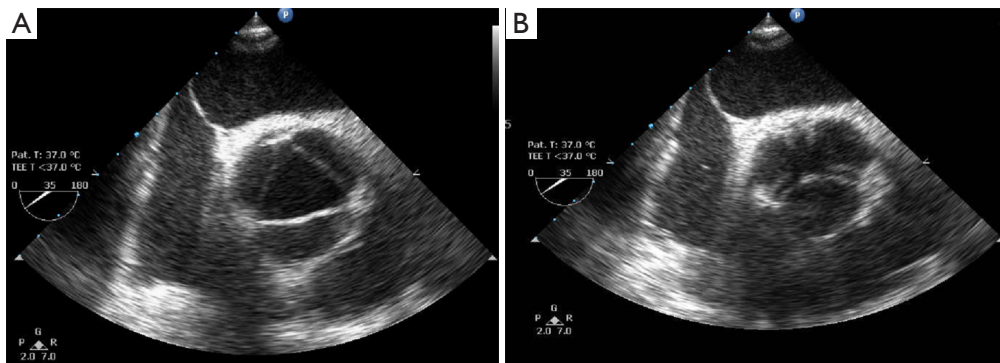 A
P
Pat. T: 37.0 °C
TEE T <37.0 °C
0 35 180
G
P R
2.0 7.0
B
P
S
Pat. T: 37.0 °C
TEE T <37.0 °C
0 35 180
G
P R
2.0 7.0